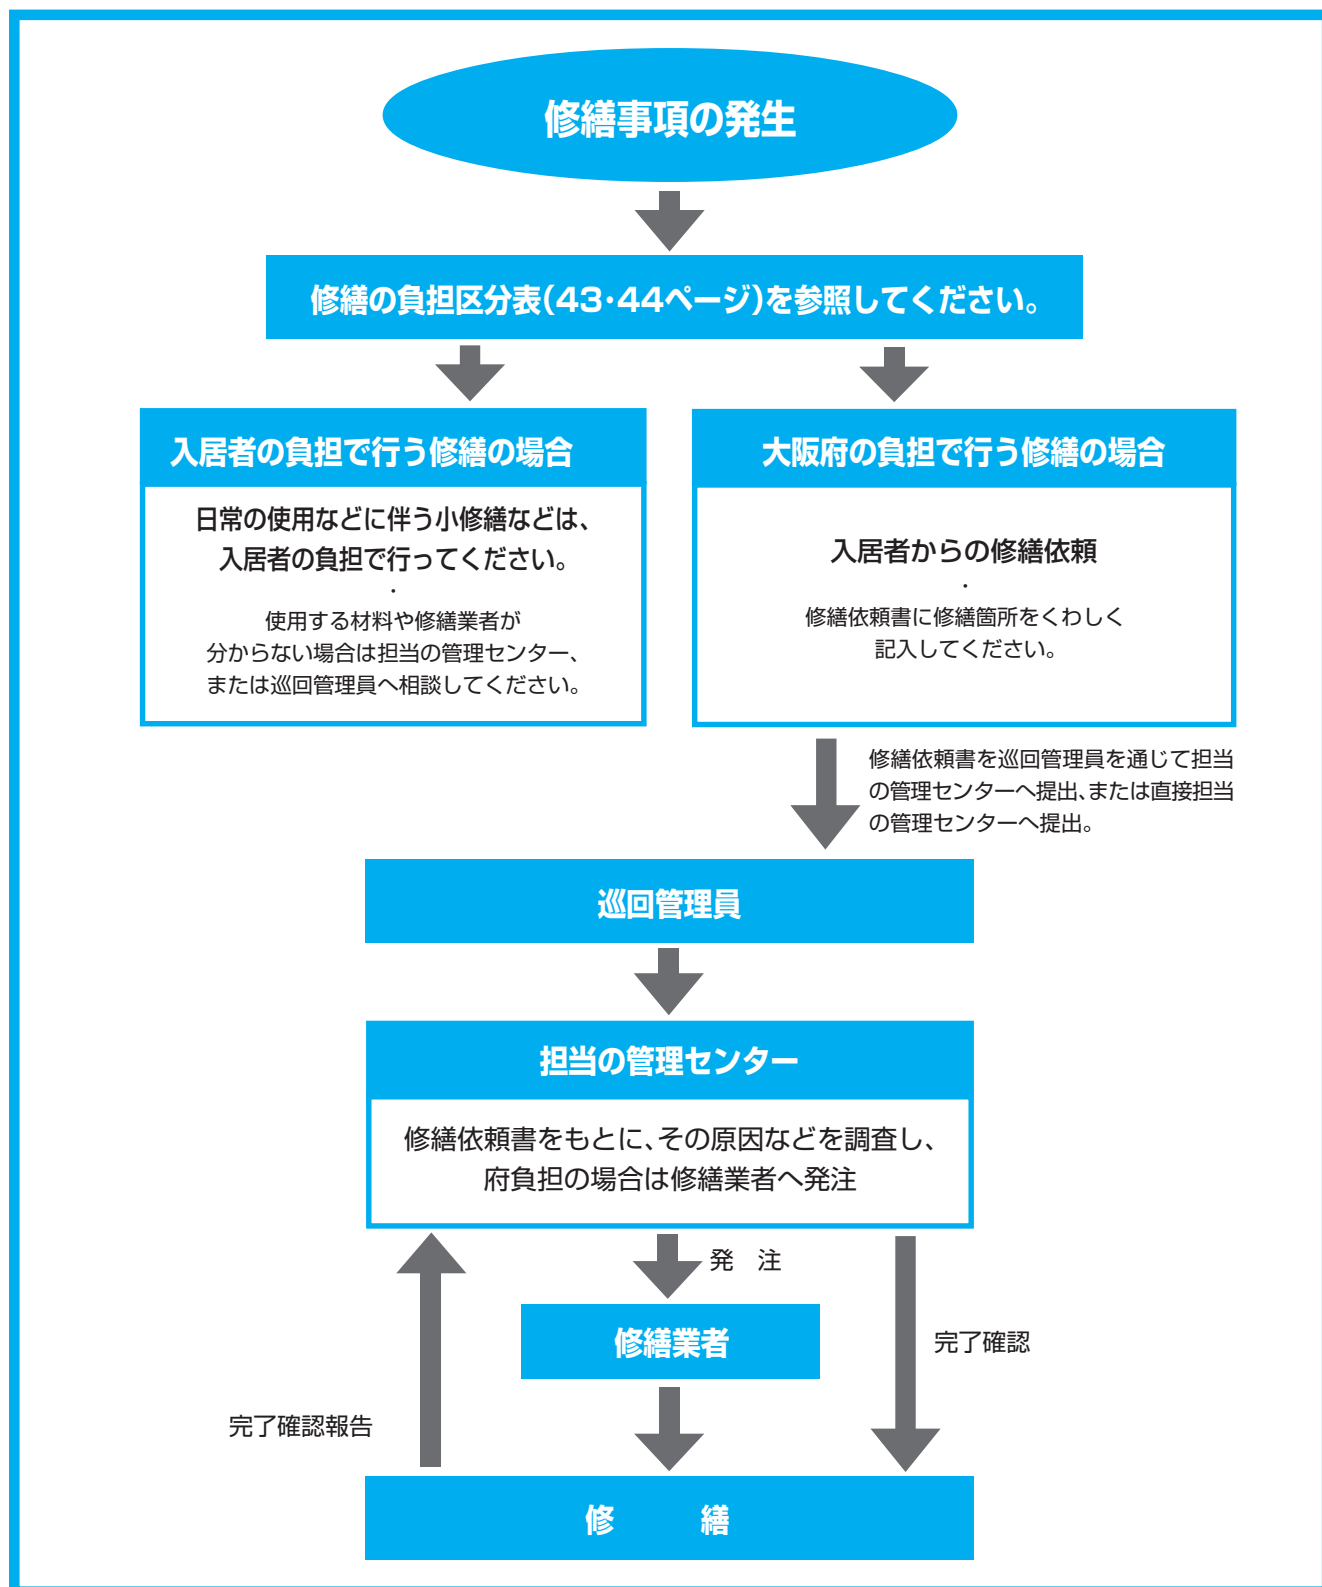 修繕事項の発生
修繕の負担区分表(43・44ページ)を参照してください。
入居者の負担で行う修繕の場合
日常の使用などに伴う小修繕などは、
入居者の負担で行ってください。
・
使用する材料や修繕業者が
分からない場合は担当の管理センター、
または巡回管理員へ相談してください。
大阪府の負担で行う修繕の場合
入居者からの修繕依頼
・
修繕依頼書に修繕箇所をくわしく
記入してください。
修繕依頼書を巡回管理員を通じて担当
の管理センターへ提出、または直接担当
の管理センターへ提出。
巡回管理員
担当の管理センター
修繕依頼書をもとに、その原因などを調査し、
府負担の場合は修繕業者へ発注
発　注
修繕業者
完了確認
完了確認報告
修　繕